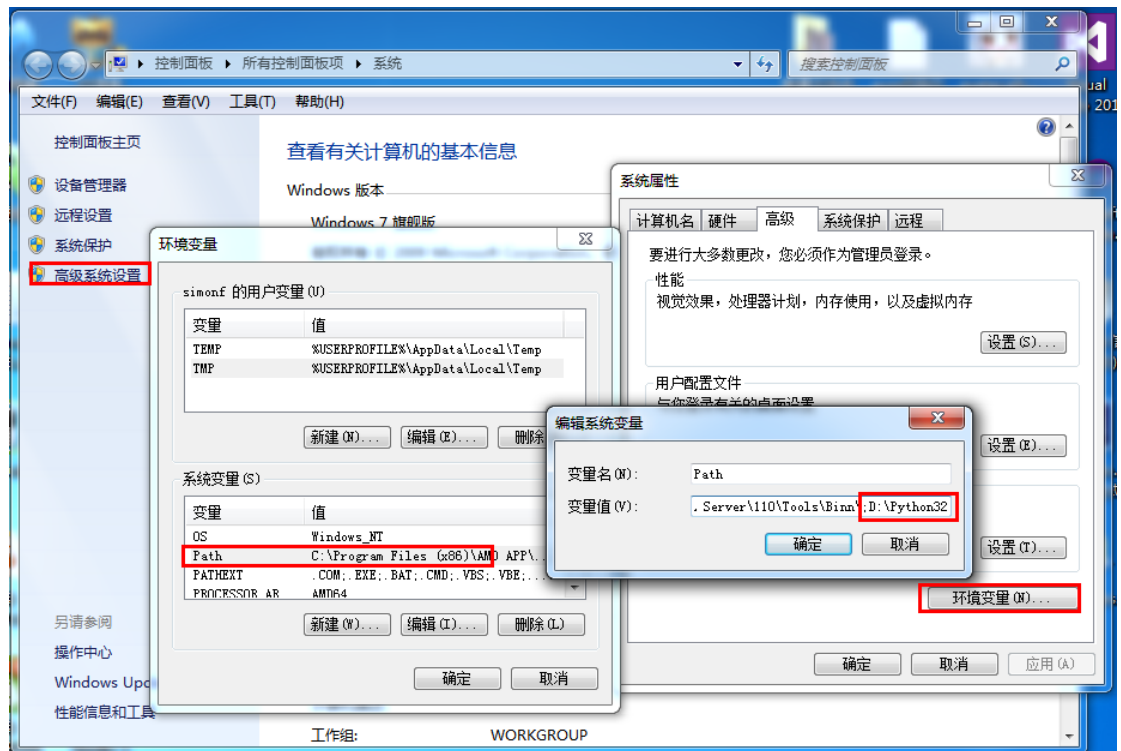 控制面板 ▸ 所有控制面板项 ▸ 系统
搜索控制面板
文件(F) 编辑(E) 查看(V) 工具(T) 帮助(H)
控制面板主页
设备管理器
远程设置
系统保护
高级系统设置
另请参阅
操作中心
Windows Upd
性能信息和工具
查看有关计算机的基本信息
Windows 版本
Windows 7 旗舰版
工作组: WORKGROUP
环境变量
simonf 的用户变量(U)
变量 值
TEMP %USERPROFILE%\AppData\Local\Temp
TMP %USERPROFILE%\AppData\Local\Temp
新建(N)... 编辑(E)... 删除
系统变量(S)
变量 值
OS Windows_NT
Path C:\Program Files (x86)\AMD APP\...
PATHEXT .COM;.EXE;.BAT;.CMD;.VBS;.VBE;...
PROCESSOR_AR AMD64
新建(W)... 编辑(I)... 删除(L)
确定 取消
系统属性
计算机名 硬件 高级 系统保护 远程
要进行大多数更改，您必须作为管理员登录。
性能
视觉效果，处理器计划，内存使用，以及虚拟内存
设置(S)...
用户配置文件
与您登录有关的桌面设置
设置(E)...
设置(T)...
环境变量(N)...
确定 取消 应用(A)
编辑系统变量
变量名(N): Path
变量值(V): . Server\110\Tools\Binn\;D:\Python32
确定 取消
ual
201